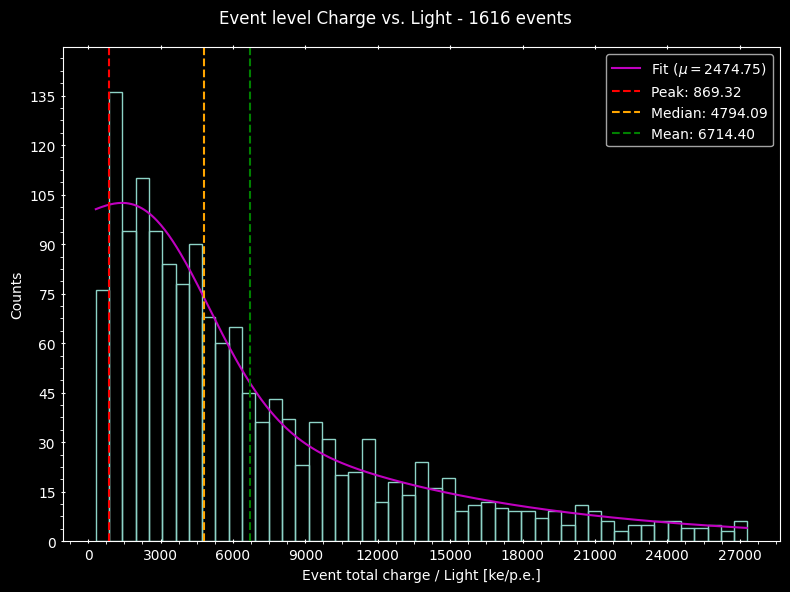 Event level Charge vs. Light - 1616 events
Fit (μ = 2474.75)
Peak: 869.32
Median: 4794.09
Mean: 6714.40
Counts
135
120
105
90
75
60
45
30
15
0
0 3000 6000 9000 12000 15000 18000 21000 24000 27000
Event total charge / Light [ke/p.e.]